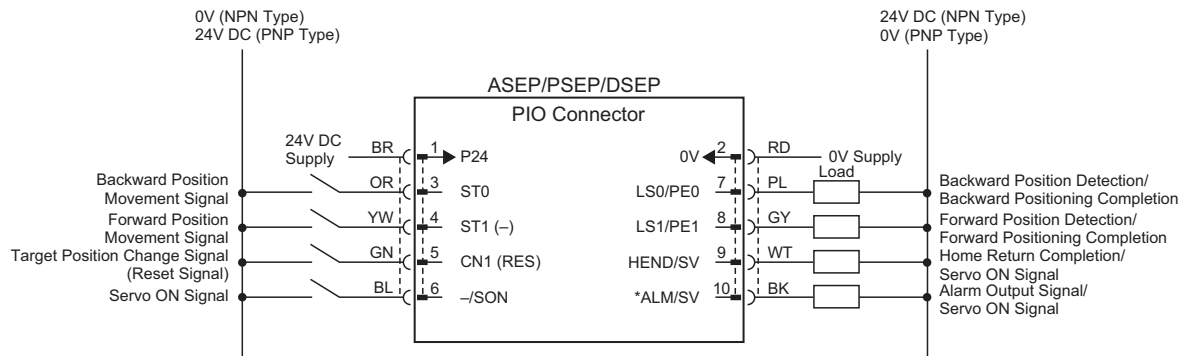 0V (NPN Type)
24V DC (PNP Type)
24V DC (NPN Type)
0V (PNP Type)
ASEP/PSEP/DSEP
PIO Connector
24V DC
Supply
BR
1
P24
0V
2
RD
0V Supply
Load
Backward Position
Movement Signal
OR
3
ST0
LS0/PE0
7
PL
Backward Position Detection/
Backward Positioning Completion
Forward Position
Movement Signal
YW
4
ST1 (–)
LS1/PE1
8
GY
Forward Position Detection/
Forward Positioning Completion
Target Position Change Signal
(Reset Signal)
GN
5
CN1 (RES)
HEND/SV
9
WT
Home Return Completion/
Servo ON Signal
Servo ON Signal
BL
6
–/SON
*ALM/SV
10
BK
Alarm Output Signal/
Servo ON Signal